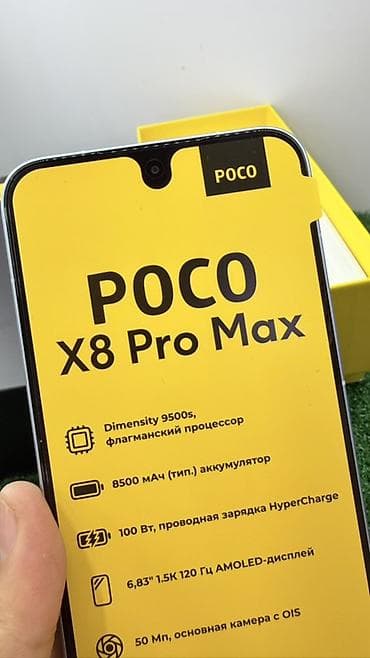 POCO
POCO
X8 Pro Max
Dimensity 9500s,
флагманский процессор
8500 мАч (тип.) аккумулятор
100 Вт, проводная зарядка HyperCharge
6,83" 1.5K 120 Гц AMOLED-дисплей
50 Мп, основная камера с OIS